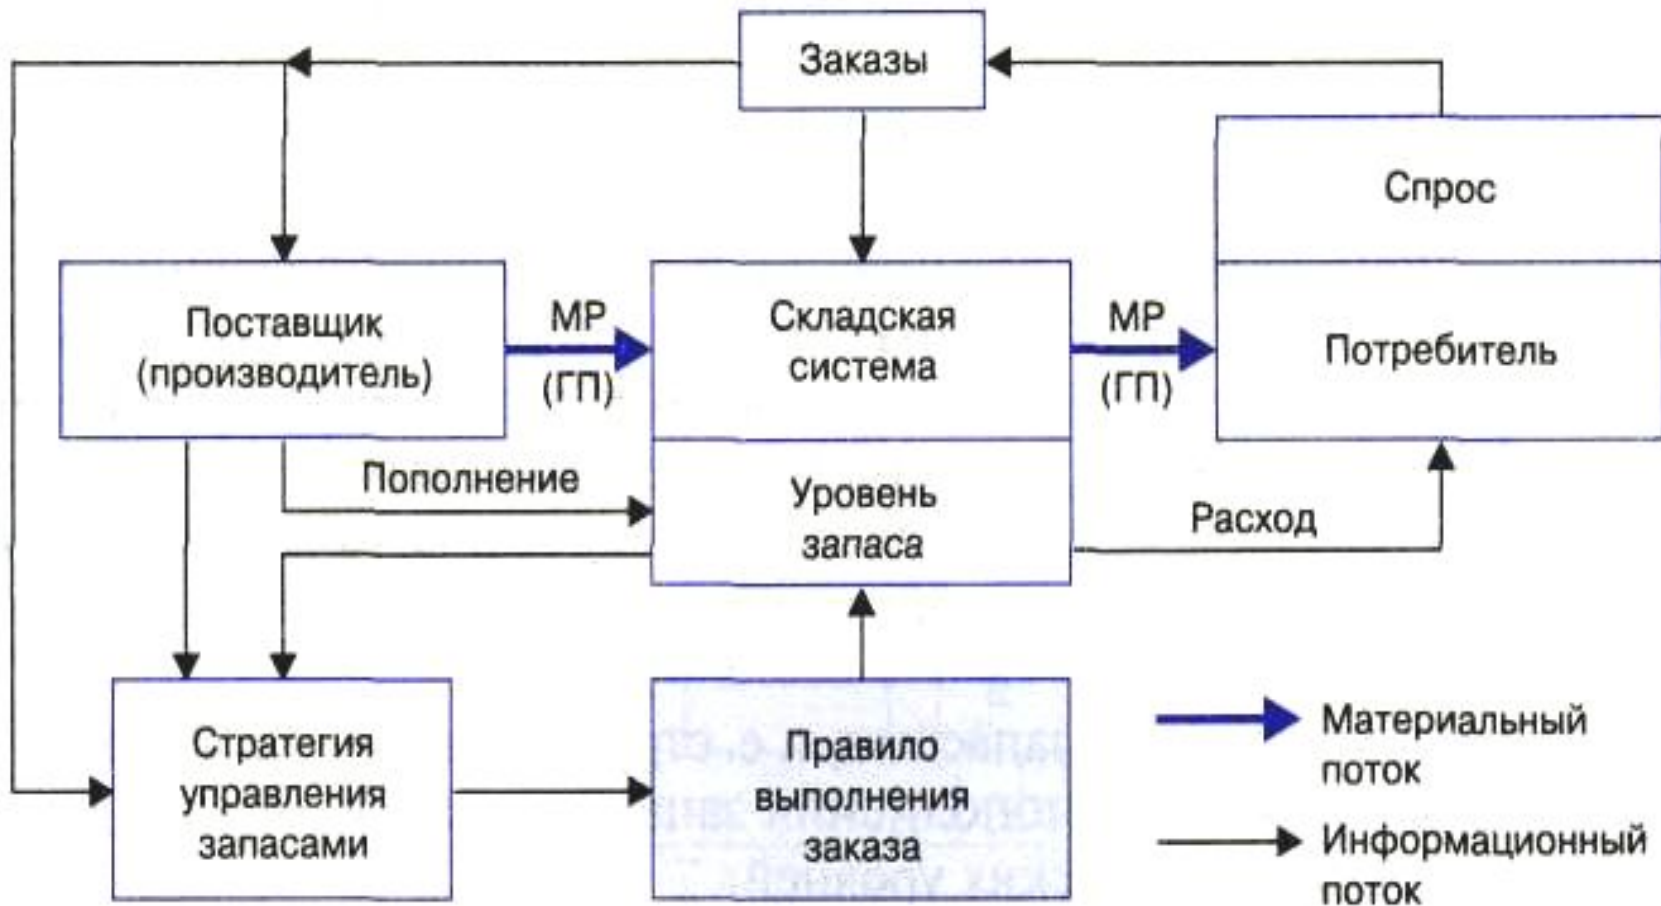 Заказы
Спрос
Поставщик
(производитель)
МР
(ГП)
Складская
система
МР
(ГП)
Потребитель
Пополнение
Уровень
запаса
Расход
Стратегия
управления
запасами
Правило
выполнения
заказа
Материальный
поток
Информационный
поток